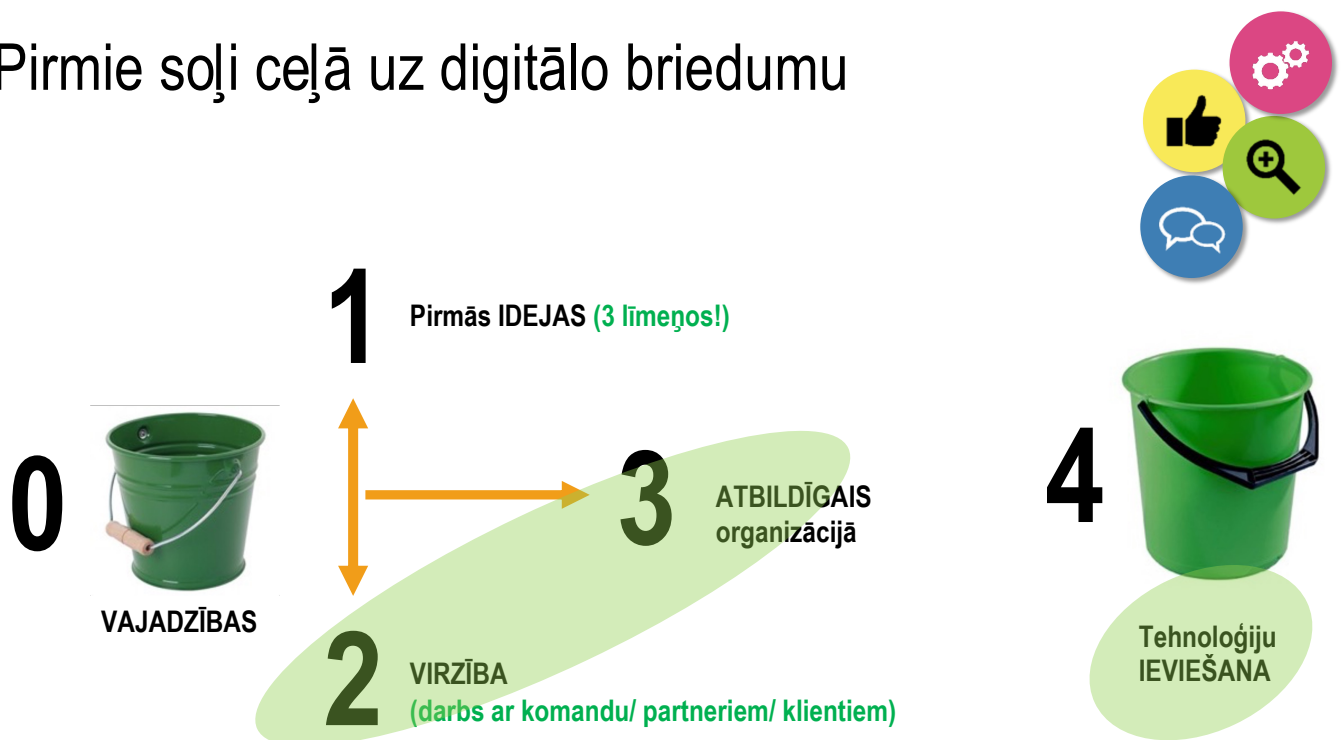 Pirmie soļi ceļā uz digitālo briedumu
1
Pirmās IDEJAS (3 līmeņos!)
0
VAJADZĪBAS
3
ATBILDĪGAIS
organizācijā
4
Tehnoloģiju
IEVIEŠANA
2
VIRZĪBA
(darbs ar komandu/ partneriem/ klientiem)